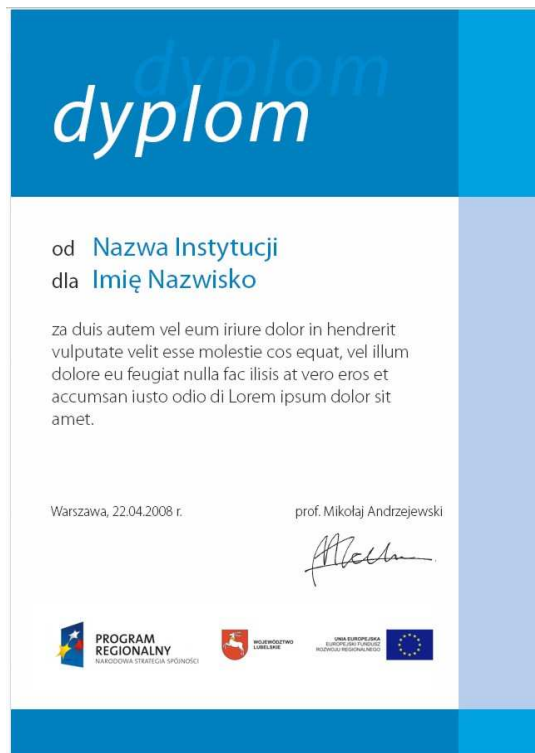 dyplom
dyplom
od Nazwa Instytucji
dla Imię Nazwisko
za duis autem vel eum iriure dolor in hendrerit
vulputate velit esse molestie cos equat, vel illum
dolore eu feugiat nulla fac ilisis at vero eros et
accumsan iusto odio di Lorem ipsum dolor sit
amet.
Warszawa, 22.04.2008 r.
prof. Mikołaj Andrzejewski
PROGRAM
REGIONALNY
NARODOWA STRATEGIA SPÓJNOŚCI
WOJEWÓDZTWO
LUBELSKIE
UNIA EUROPEJSKA
EUROPEJSKI FUNDUSZ
ROZWOJU REGIONALNEGO